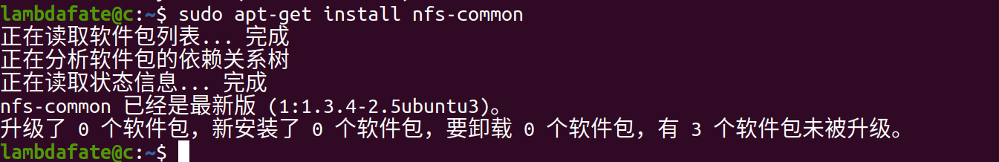 lambdafate@c:~$ sudo apt-get install nfs-common
正在读取软件包列表... 完成
正在分析软件包的依赖关系树
正在读取状态信息... 完成
nfs-common 已经是最新版 (1:1.3.4-2.5ubuntu3)。
升级了 0 个软件包，新安装了 0 个软件包，要卸载 0 个软件包，有 3 个软件包未被升级。
lambdafate@c:~$